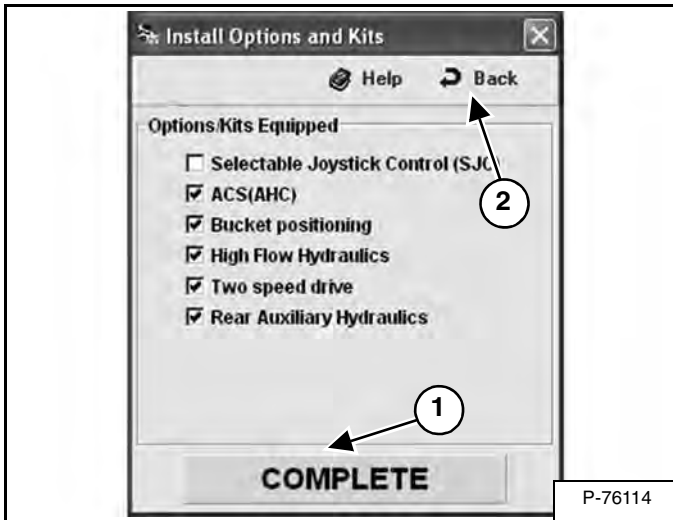 Install Options and Kits
Help Back
Options/Kits Equipped
Selectable Joystick Control (SJC)
ACS(AHC)
Bucket positioning
High Flow Hydraulics
Two speed drive
Rear Auxiliary Hydraulics
2
1
COMPLETE
P-76114